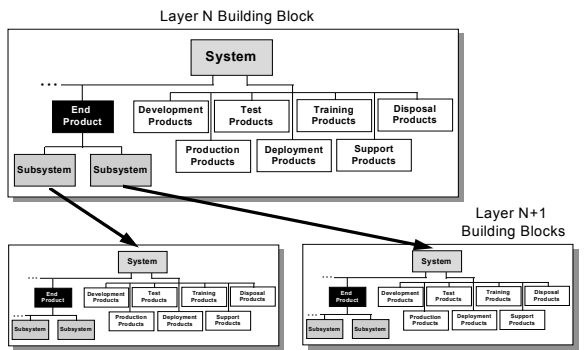 Layer N Building Block
System
...
End
Product
Development
Products
Test
Products
Training
Products
Disposal
Products
Production
Products
Deployment
Products
Support
Products
Subsystem
Subsystem
Layer N+1
Building Blocks
System
...
End
Product
Development
Products
Test
Products
Training
Products
Disposal
Products
Production
Products
Deployment
Products
Support
Products
...
Subsystem
Subsystem
System
...
End
Product
Development
Products
Test
Products
Training
Products
Disposal
Products
Production
Products
Deployment
Products
Support
Products
...
Subsystem
Subsystem